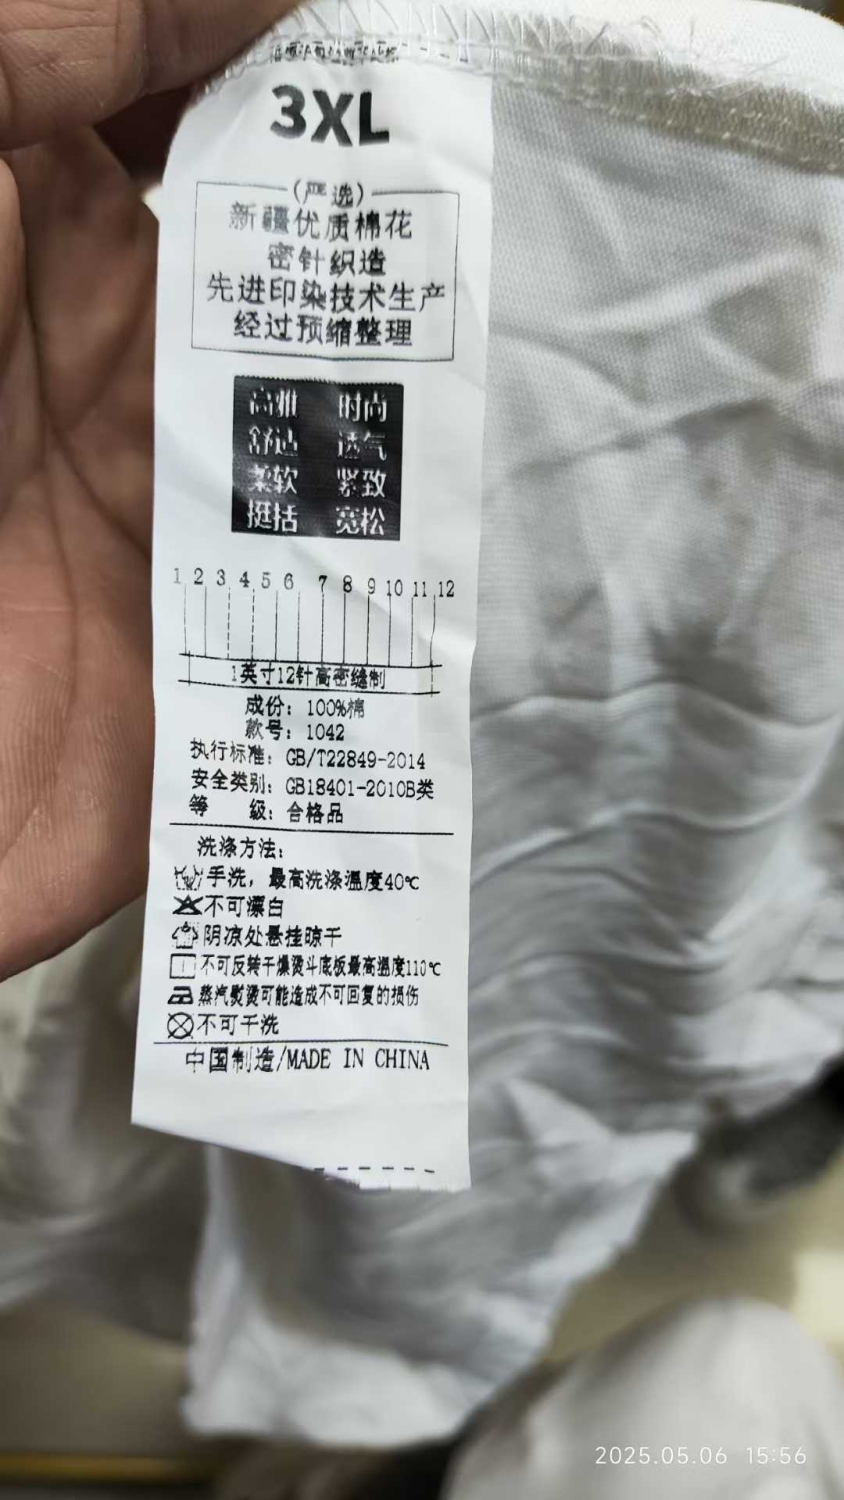 3XL
(严选)
新疆优质棉花
密针织造
先进印染技术生产
经过预缩整理
高雅 时尚
舒适 透气
柔软 紧致
挺括 宽松
1 2 3 4 5 6 7 8 9 10 11 12
1英寸12针高密缝制
成份：100%棉
款号：1042
执行标准：GB/T22849-2014
安全类别：GB18401-2010B类
等 级：合格品
洗涤方法：
手洗，最高洗涤温度40℃
不可漂白
阴凉处悬挂晾干
不可反转干燥烫斗底板最高温度110℃
蒸汽熨烫可能造成不可回复的损伤
不可干洗
中国制造/MADE IN CHINA
2025.05.06 15:56